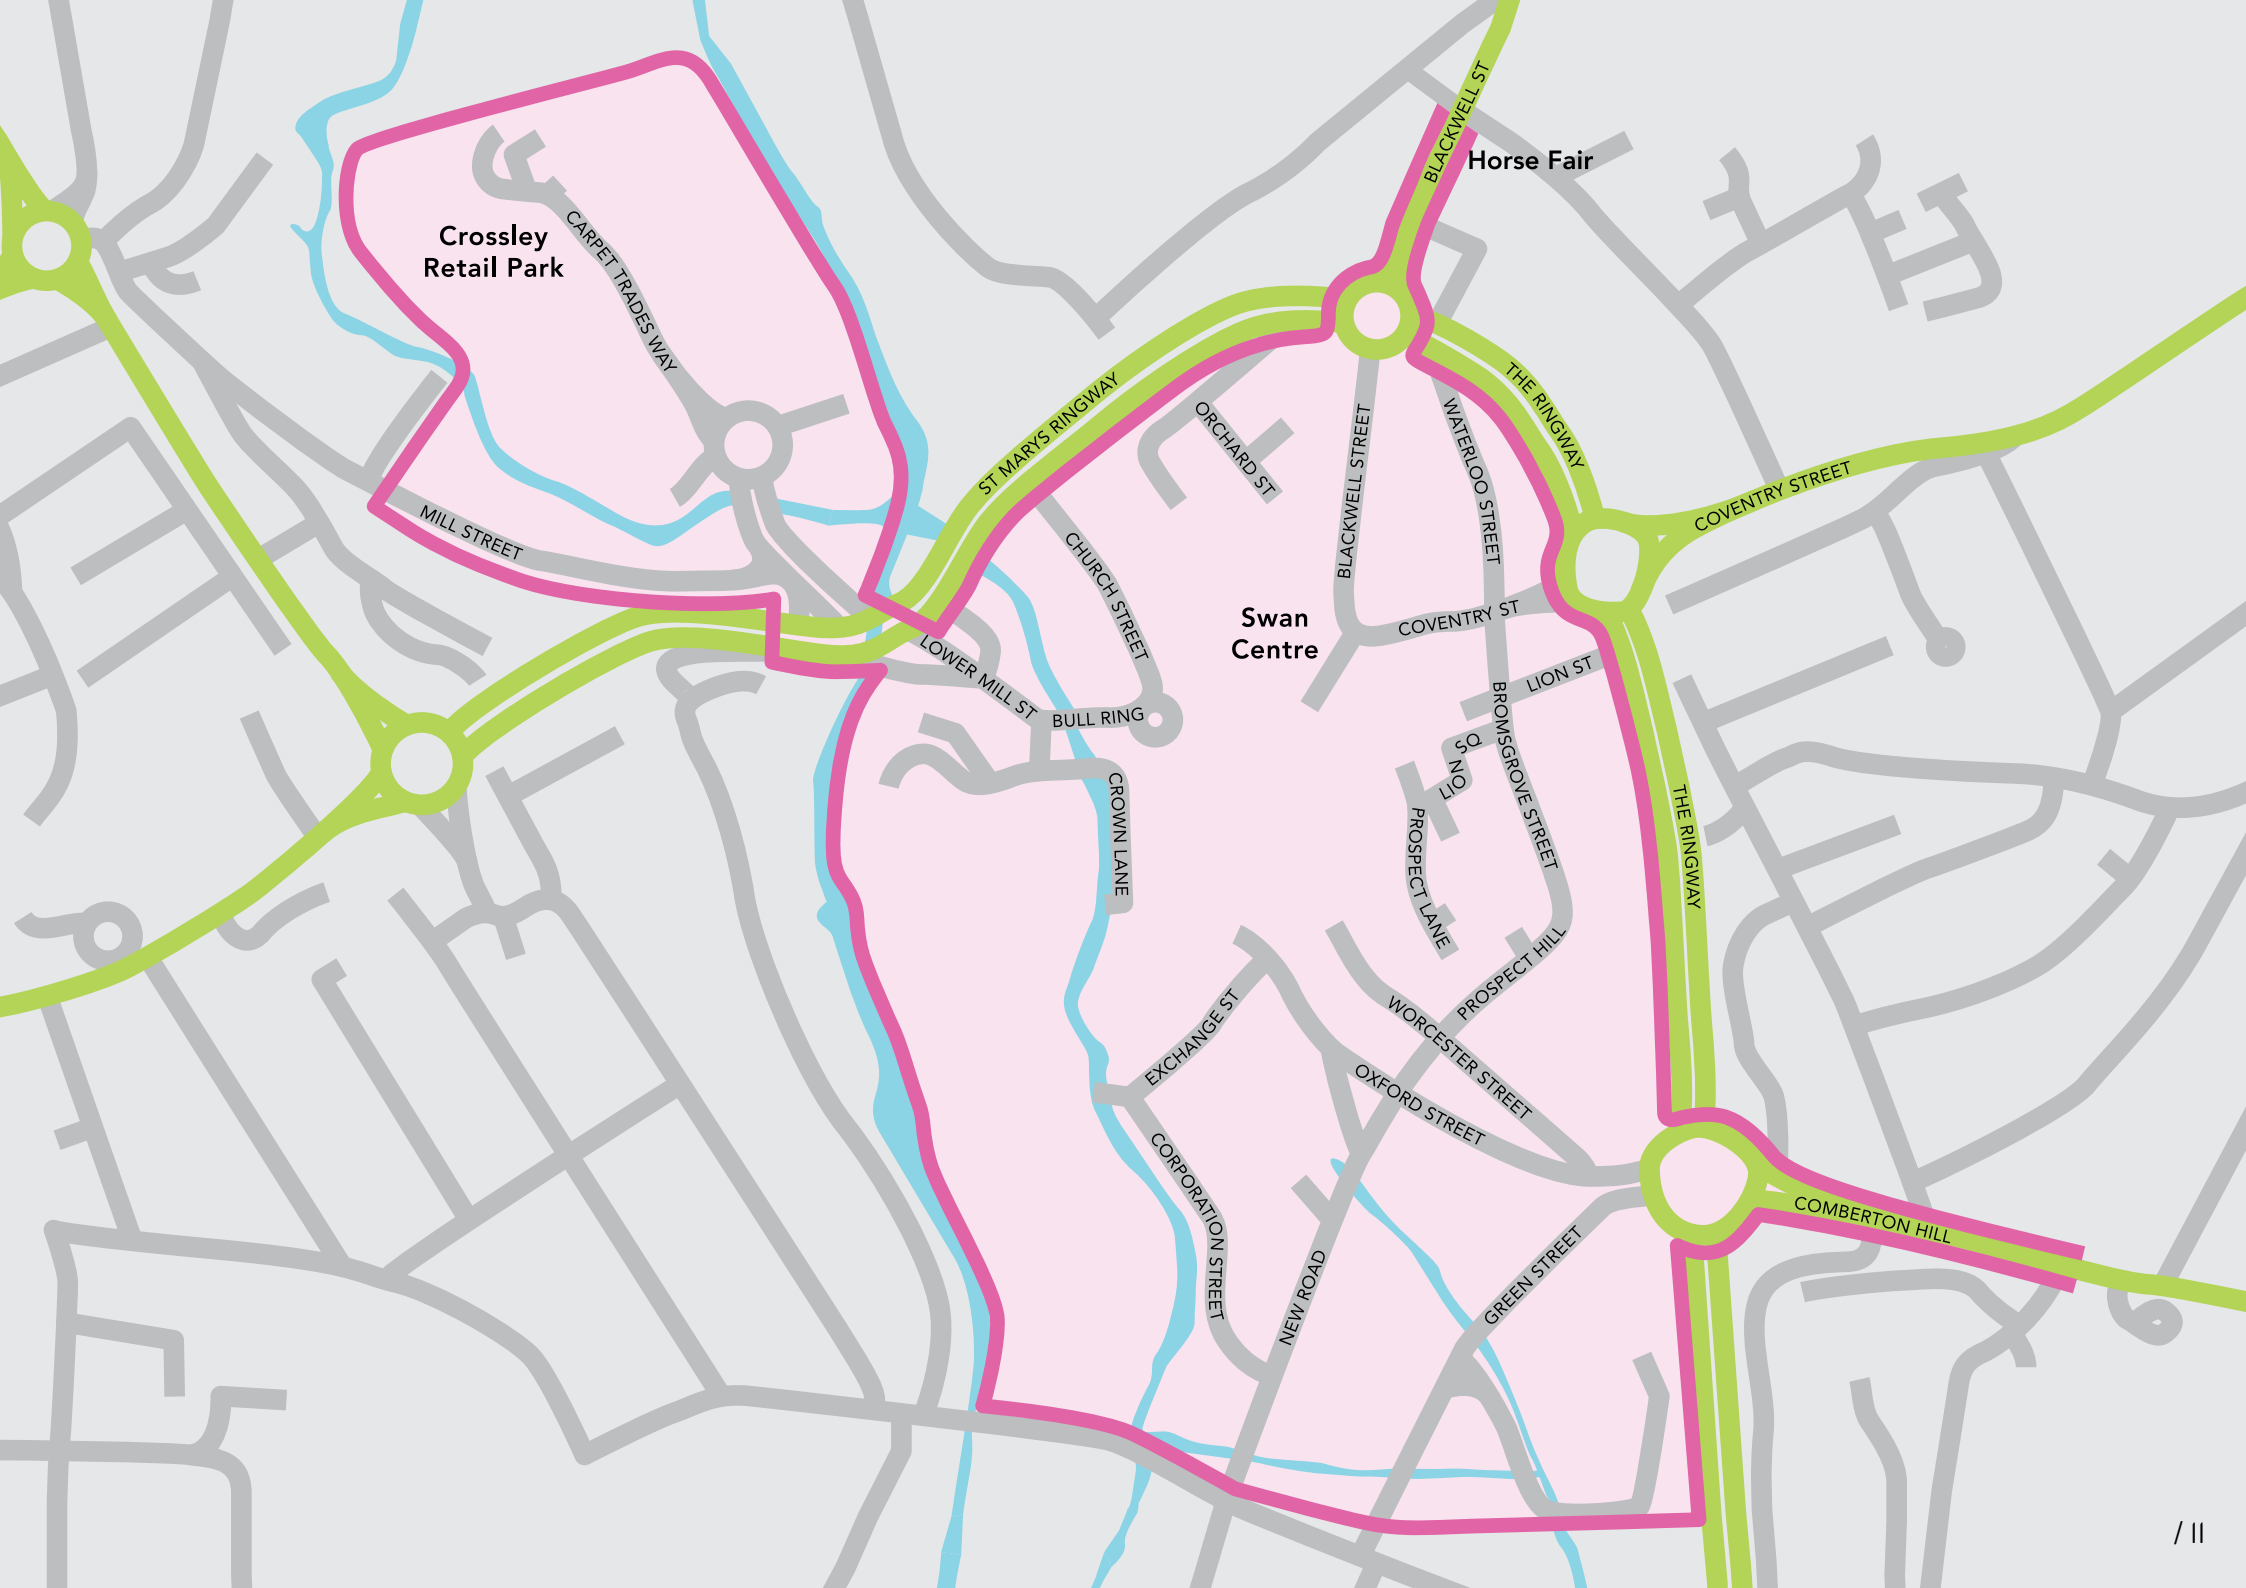 BLACKWELL ST
Horse Fair
Crossley
Retail Park
CARPET TRADES WAY
ST MARYS RINGWAY
THE RINGWAY
ORCHARD ST
BLACKWELL STREET
WATERLOO STREET
COVENTRY STREET
MILL STREET
CHURCH STREET
Swan
Centre
COVENTRY ST
LOWER MILL ST
LION ST
BULL RING
BROMSGROVE STREET
LION SQ
CROWN LANE
PROSPECT LANE
THE RINGWAY
PROSPECT HILL
EXCHANGE ST
WORCESTER STREET
OXFORD STREET
CORPORATION STREET
COMBERTON HILL
NEW ROAD
GREEN STREET
/ 11